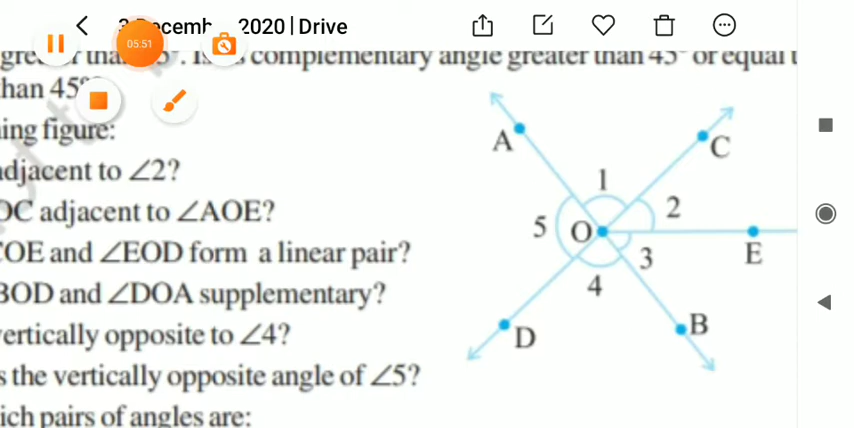 2020 | Drive
05:51
complementary angle greater than 45° or equal t
han 45°
ing figure:
djacent to ∠2?
OC adjacent to ∠AOE?
COE and ∠EOD form a linear pair?
BOD and ∠DOA supplementary?
ertically opposite to ∠4?
s the vertically opposite angle of ∠5?
ich pairs of angles are:
A
C
1
2
5
O
E
3
4
B
D